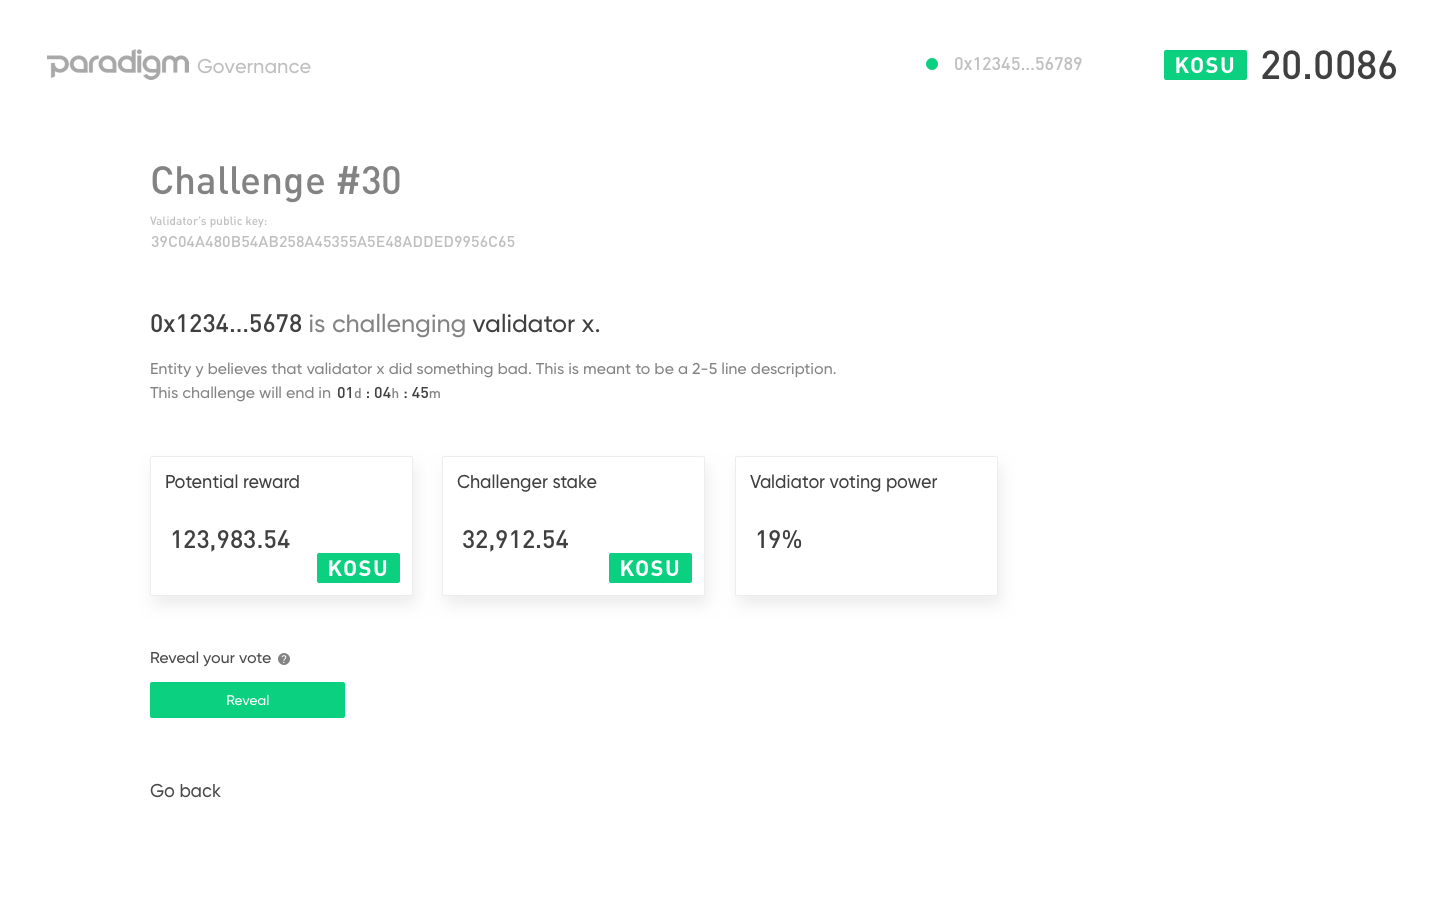 paradigm Governance
0x12345...56789
KOSU 20.0086
Challenge #30
Validator's public key:
39C04A480B54AB258A45355A5E48ADDED9956C65
0x1234...5678 is challenging validator x.
Entity y believes that validator x did something bad. This is meant to be a 2-5 line description.
This challenge will end in 01d : 04h : 45m
Potential reward
123,983.54
KOSU
Challenger stake
32,912.54
KOSU
Valdiator voting power
19%
Reveal your vote ?
Reveal
Go back